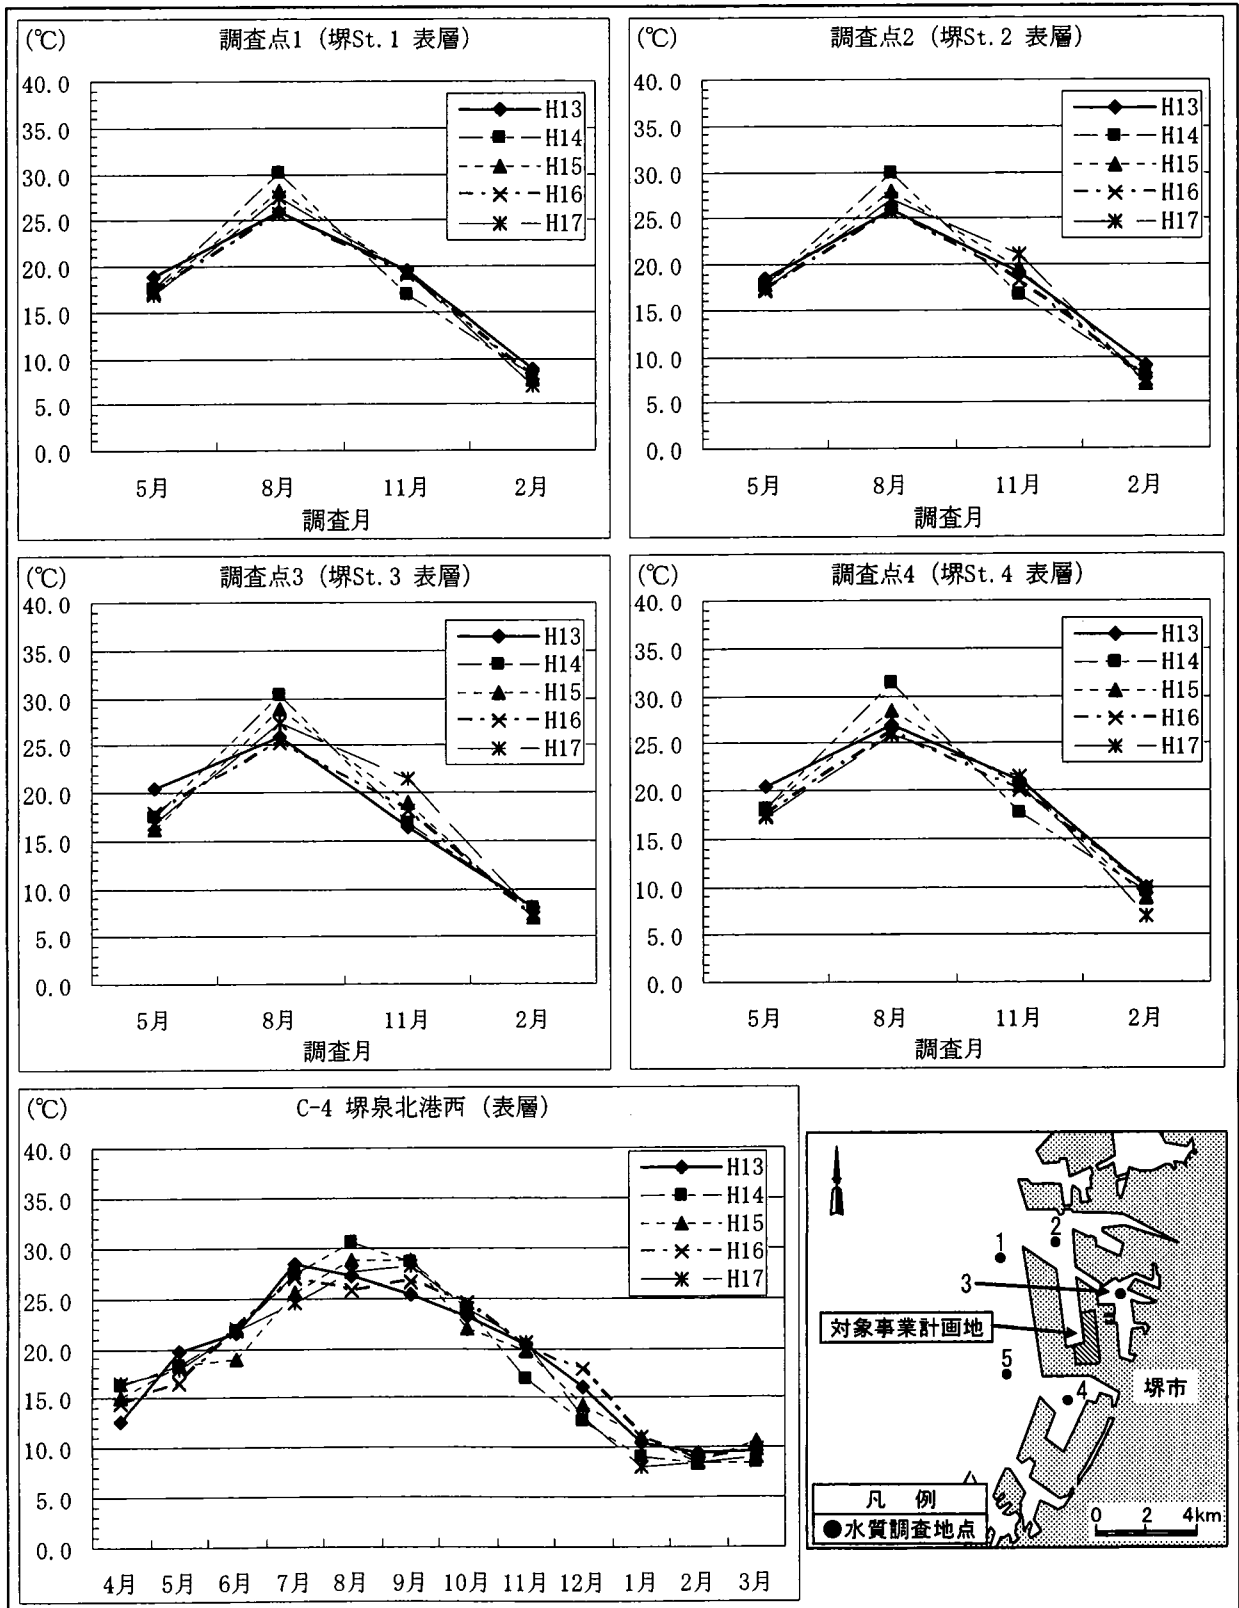 (℃) 調査点1 (堺St.1 表層)
40.0
35.0
30.0
25.0
20.0
15.0
10.0
5.0
0.0
H13
H14
H15
H16
H17
5月 8月 11月 2月
調査月
(℃) 調査点2 (堺St.2 表層)
40.0
35.0
30.0
25.0
20.0
15.0
10.0
5.0
0.0
H13
H14
H15
H16
H17
5月 8月 11月 2月
調査月
(℃) 調査点3 (堺St.3 表層)
40.0
35.0
30.0
25.0
20.0
15.0
10.0
5.0
0.0
H13
H14
H15
H16
H17
5月 8月 11月 2月
調査月
(℃) 調査点4 (堺St.4 表層)
40.0
35.0
30.0
25.0
20.0
15.0
10.0
5.0
0.0
H13
H14
H15
H16
H17
5月 8月 11月 2月
調査月
(℃) C-4 堺泉北港西 (表層)
40.0
35.0
30.0
25.0
20.0
15.0
10.0
5.0
0.0
H13
H14
H15
H16
H17
4月 5月 6月 7月 8月 9月 10月 11月 12月 1月 2月 3月
1
2
3
対象事業計画地
5
4
堺市
凡 例
●水質調査地点
0 2 4km